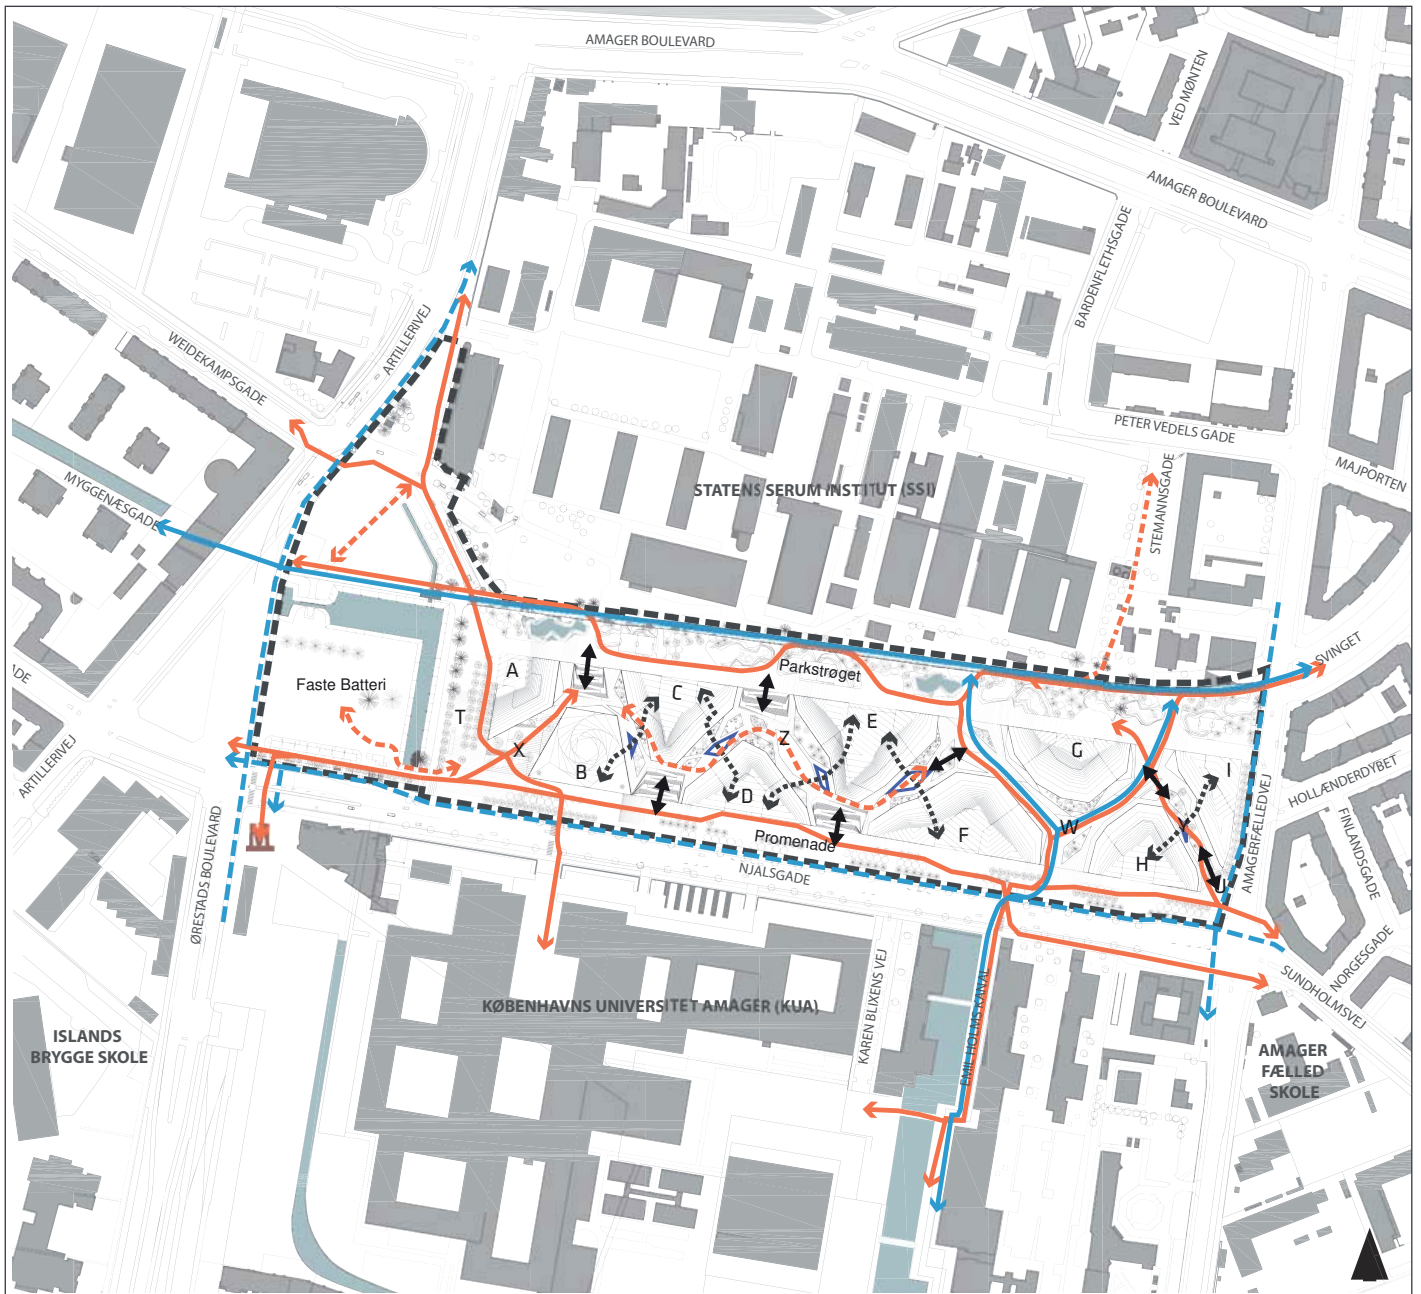 AMAGER BOULEVARD
VED MØNTEN
AMAGER BOULEVARD
BARDENFLETHSGADE
ARTILLERIVEJ
WEIDEKAMPSGADE
PETER VEDELS GADE
MAJPORTEN
MYGGENÆSGADE
STATENS SERUM INSTITUT (SSI)
STEMANNSGADE
SVINGET
ADE
Faste Batteri
A
Parkstrøget
C
T
E
Z
X
G
B
I
D
ARTILLERIVEJ
HOLLÆNDERDYBET
W
Y
F
Promenade
H
M
FINLANDSGADE
AMAGERFÆLLEDVEJ
NJALSGADE
U
ØRESTADS BOULEVARD
NORGESGADE
SUNDHOLMSVEJ
KØBENHAVNS UNIVERSITET AMAGER (KUA)
KAREN BLIXENS VEJ
EMIL HOLMS KANAL
ISLANDS
BRYGGE SKOLE
AMAGER
FÆLLED
SKOLE